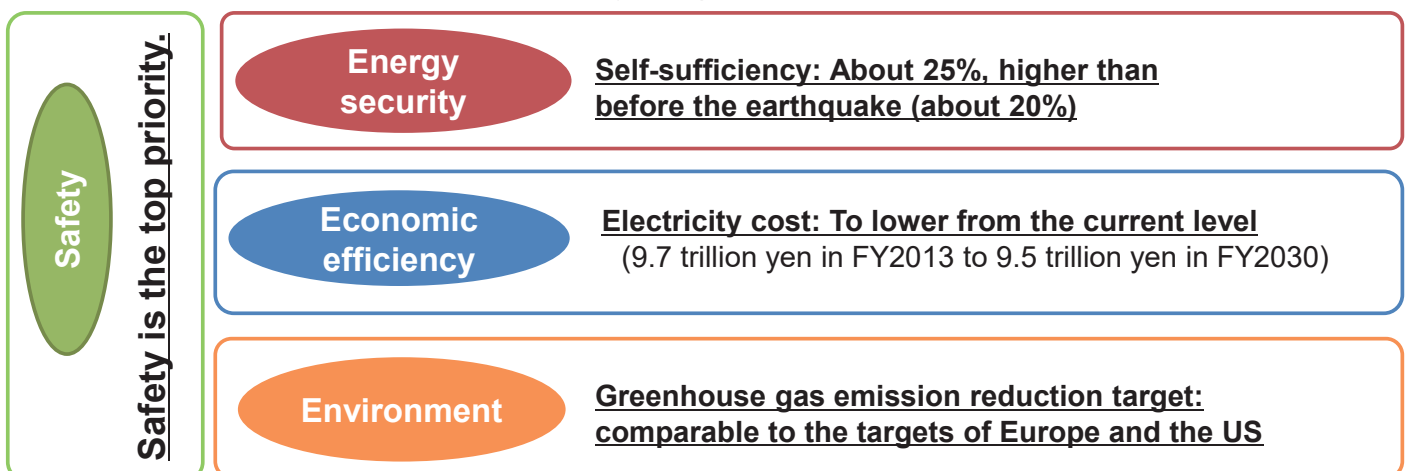 Safety
Safety is the top priority.
Energy
security
Self-sufficiency: About 25%, higher than
before the earthquake (about 20%)
Economic
efficiency
Electricity cost: To lower from the current level
(9.7 trillion yen in FY2013 to 9.5 trillion yen in FY2030)
Environment
Greenhouse gas emission reduction target:
comparable to the targets of Europe and the US